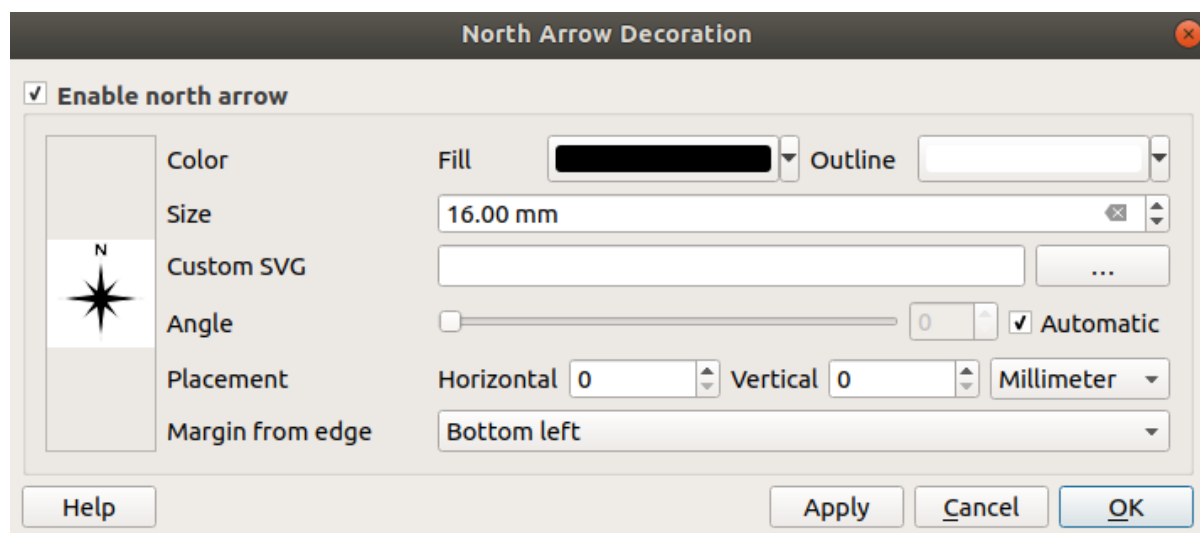 North Arrow Decoration
Enable north arrow
Color Fill Outline
Size 16.00 mm
N
Custom SVG ...
Angle 0 Automatic
Placement Horizontal 0 Vertical 0 Millimeter
Margin from edge Bottom left
Help Apply Cancel OK